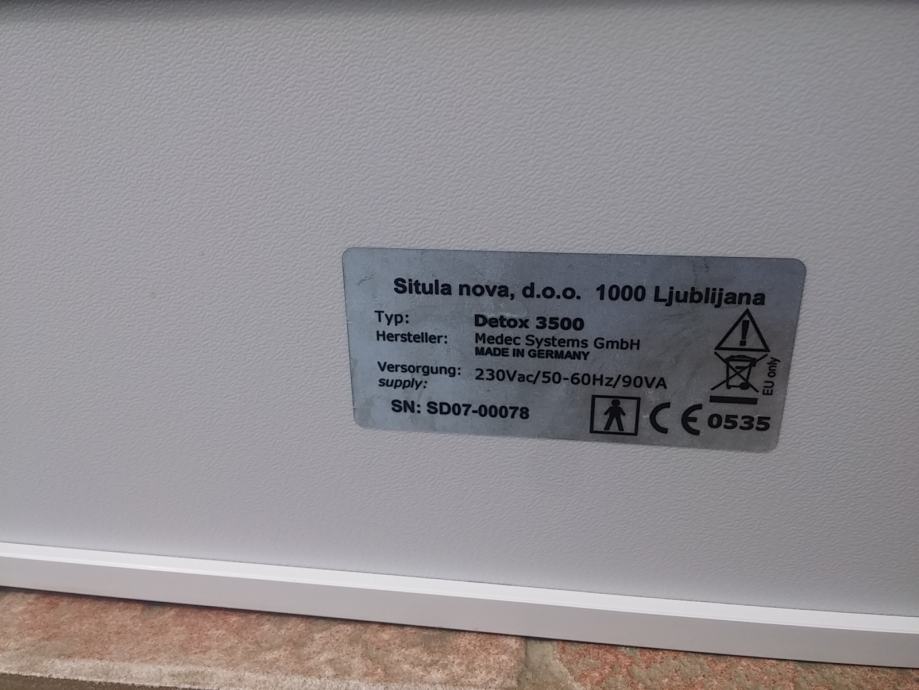 Situla nova, d.o.o. 1000 Ljublijana
Typ: Detox 3500
Hersteller: Medec Systems GmbH
MADE IN GERMANY
Versorgung: 230Vac/50-60Hz/90VA
supply:
SN: SD07-00078
CE 0535
EU only